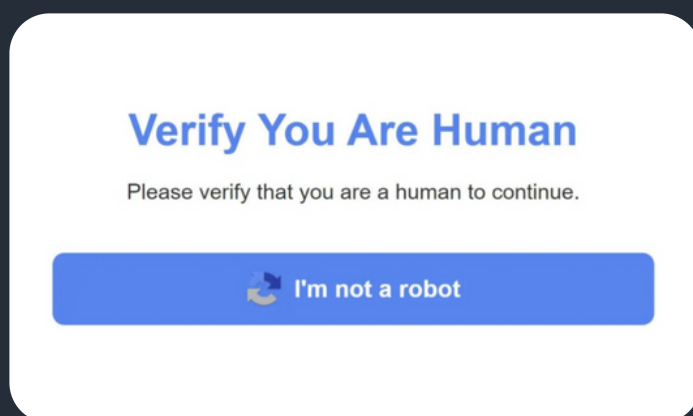 Verify You Are Human
Please verify that you are a human to continue.
I'm not a robot